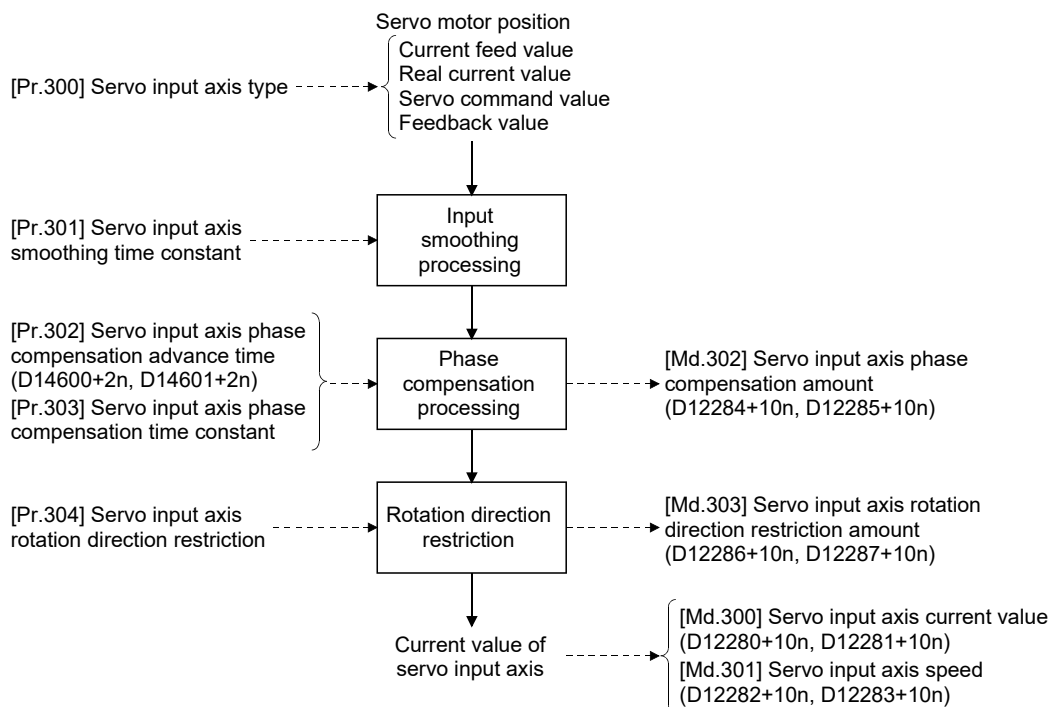 Servo motor position
[Pr.300] Servo input axis type
Current feed value
Real current value
Servo command value
Feedback value
[Pr.301] Servo input axis
smoothing time constant
Input
smoothing
processing
[Pr.302] Servo input axis phase
compensation advance time
(D14600+2n, D14601+2n)
[Pr.303] Servo input axis phase
compensation time constant
Phase
compensation
processing
[Md.302] Servo input axis phase
compensation amount
(D12284+10n, D12285+10n)
[Pr.304] Servo input axis
rotation direction restriction
Rotation direction
restriction
[Md.303] Servo input axis rotation
direction restriction amount
(D12286+10n, D12287+10n)
Current value of
servo input axis
[Md.300] Servo input axis current value
(D12280+10n, D12281+10n)
[Md.301] Servo input axis speed
(D12282+10n, D12283+10n)